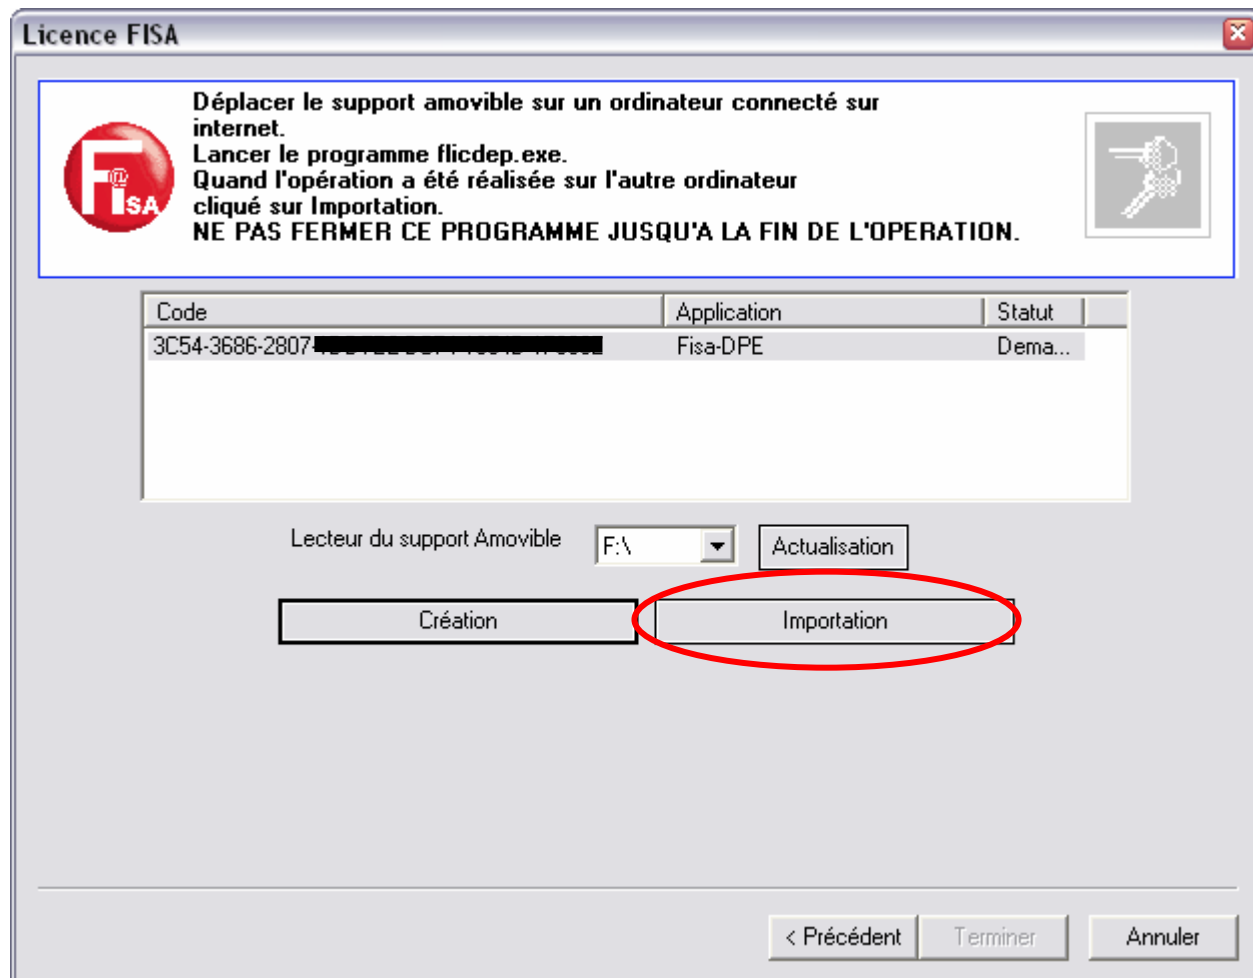 Licence FISA
Déplacer le support amovible sur un ordinateur connecté sur
internet.
Lancer le programme flicdep.exe.
Quand l'opération a été réalisée sur l'autre ordinateur
cliqué sur Importation.
NE PAS FERMER CE PROGRAMME JUSQU'A LA FIN DE L'OPERATION.
F@ISA
Code Application Statut
3C54-3686-2807- Fisa-DPE Dema...
Lecteur du support Amovible F:\ Actualisation
Création Importation
< Précédent Terminer Annuler